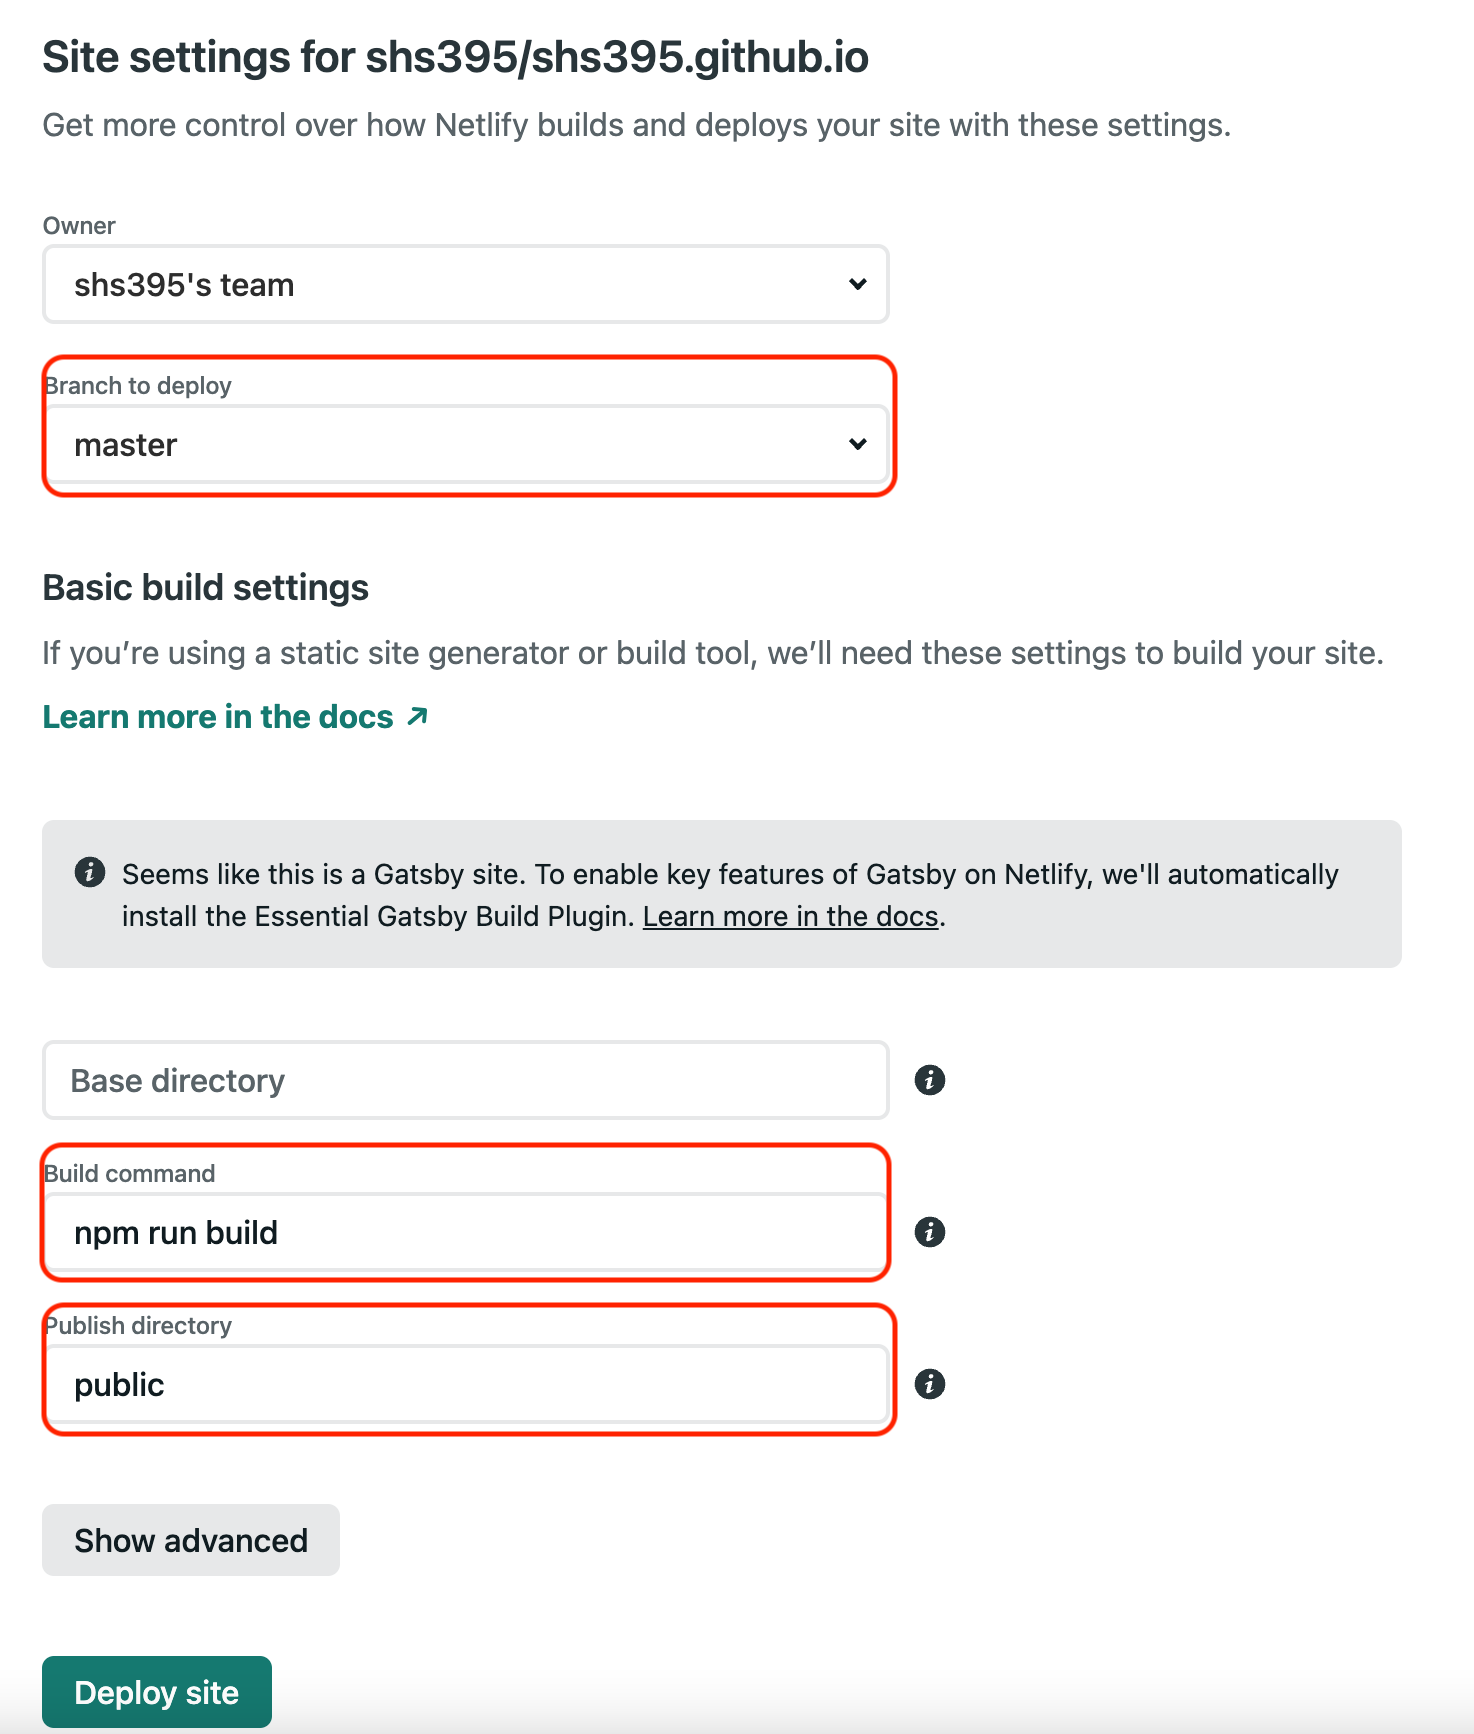 Site settings for shs395/shs395.github.io
Get more control over how Netlify builds and deploys your site with these settings.
Owner
shs395's team
Branch to deploy
master
Basic build settings
If you’re using a static site generator or build tool, we’ll need these settings to build your site.
Learn more in the docs
Seems like this is a Gatsby site. To enable key features of Gatsby on Netlify, we'll automatically
install the Essential Gatsby Build Plugin. Learn more in the docs.
Base directory
Build command
npm run build
Publish directory
public
Show advanced
Deploy site